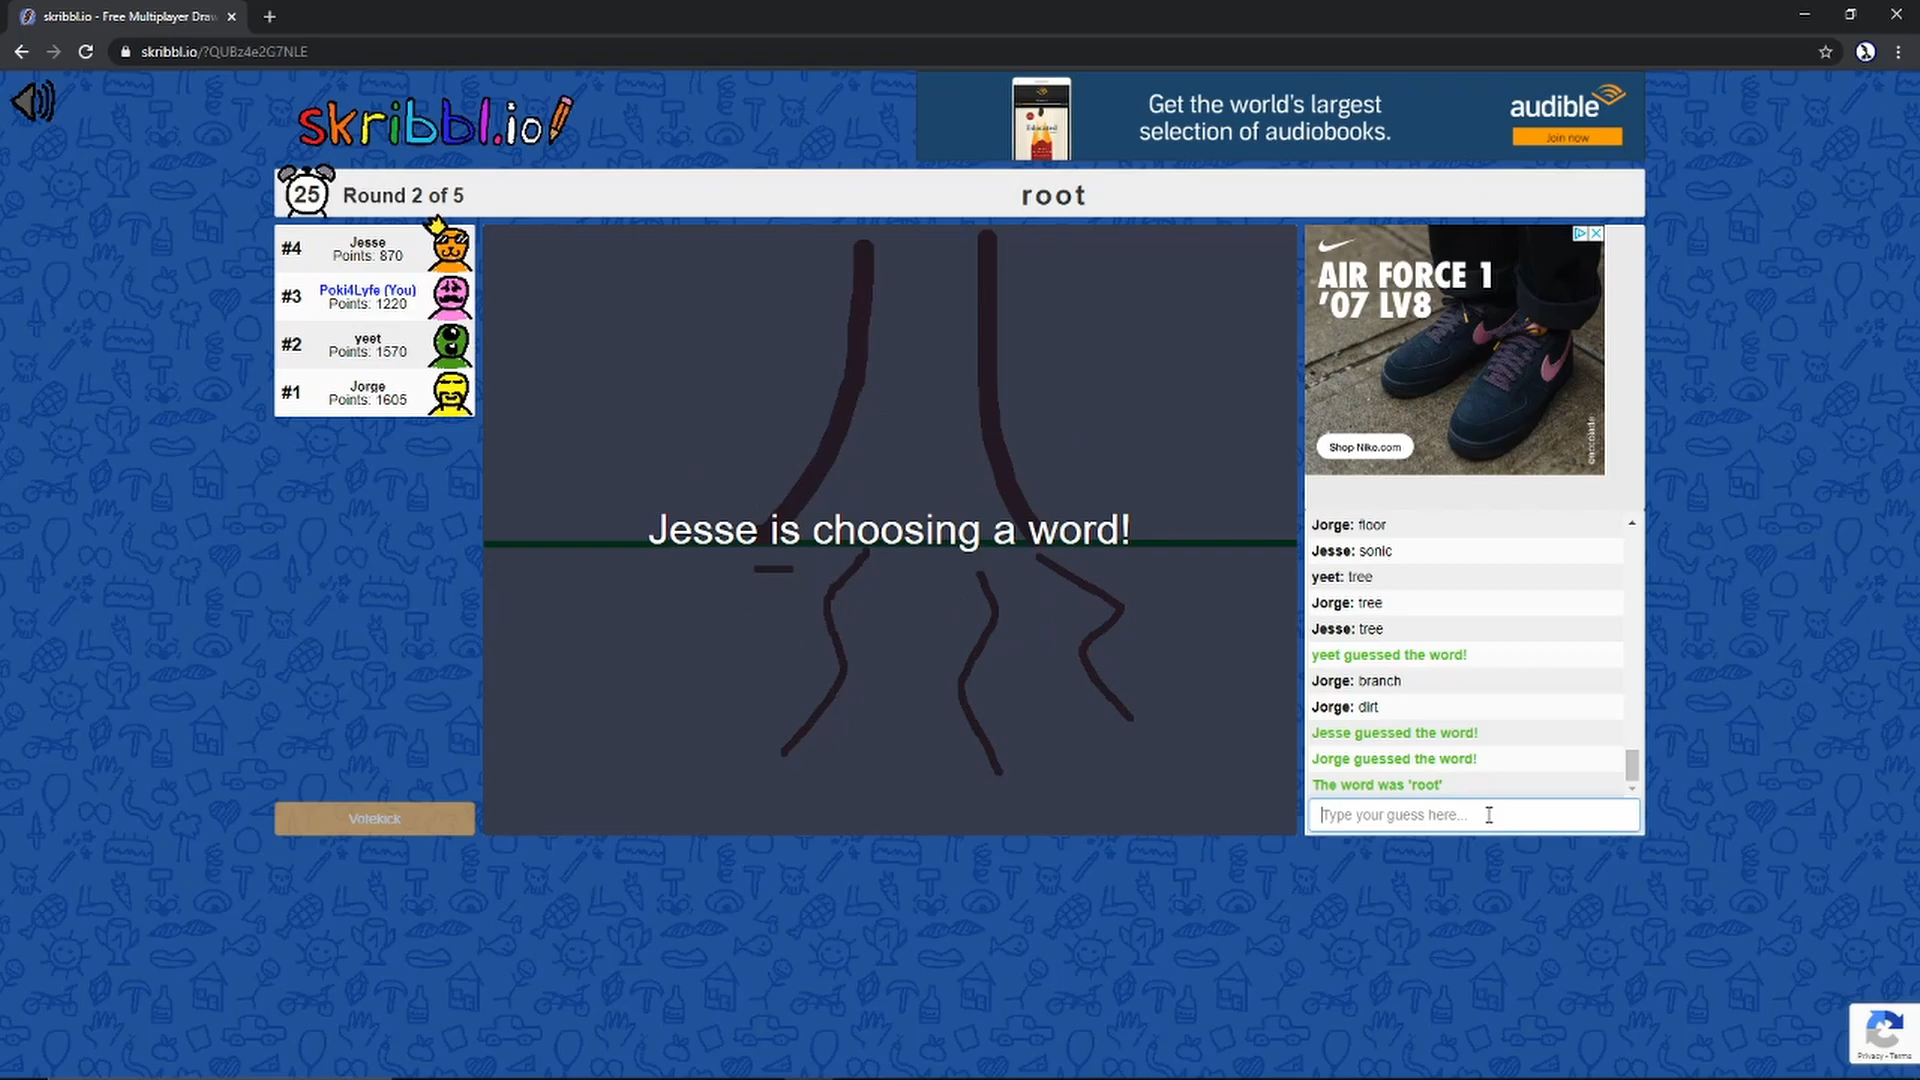 skribbl.io - Free Multiplayer Draw
skribbl.io/?QUBz4e2G7NLE
skribbl.io
Get the world's largest
selection of audiobooks.
audible
Join now
Educated
25
Round 2 of 5
root
#4
Jesse
Points: 870
#3
Poki4Lyfe (You)
Points: 1220
#2
yeet
Points: 1570
#1
Jorge
Points: 1605
Votekick
Jesse is choosing a word!
AIR FORCE 1
'07 LV8
Shop Nike.com
accolade
Jorge: floor
Jesse: sonic
yeet: tree
Jorge: tree
Jesse: tree
yeet guessed the word!
Jorge: branch
Jorge: dirt
Jesse guessed the word!
Jorge guessed the word!
The word was 'root'
Type your guess here...
Privacy - Terms